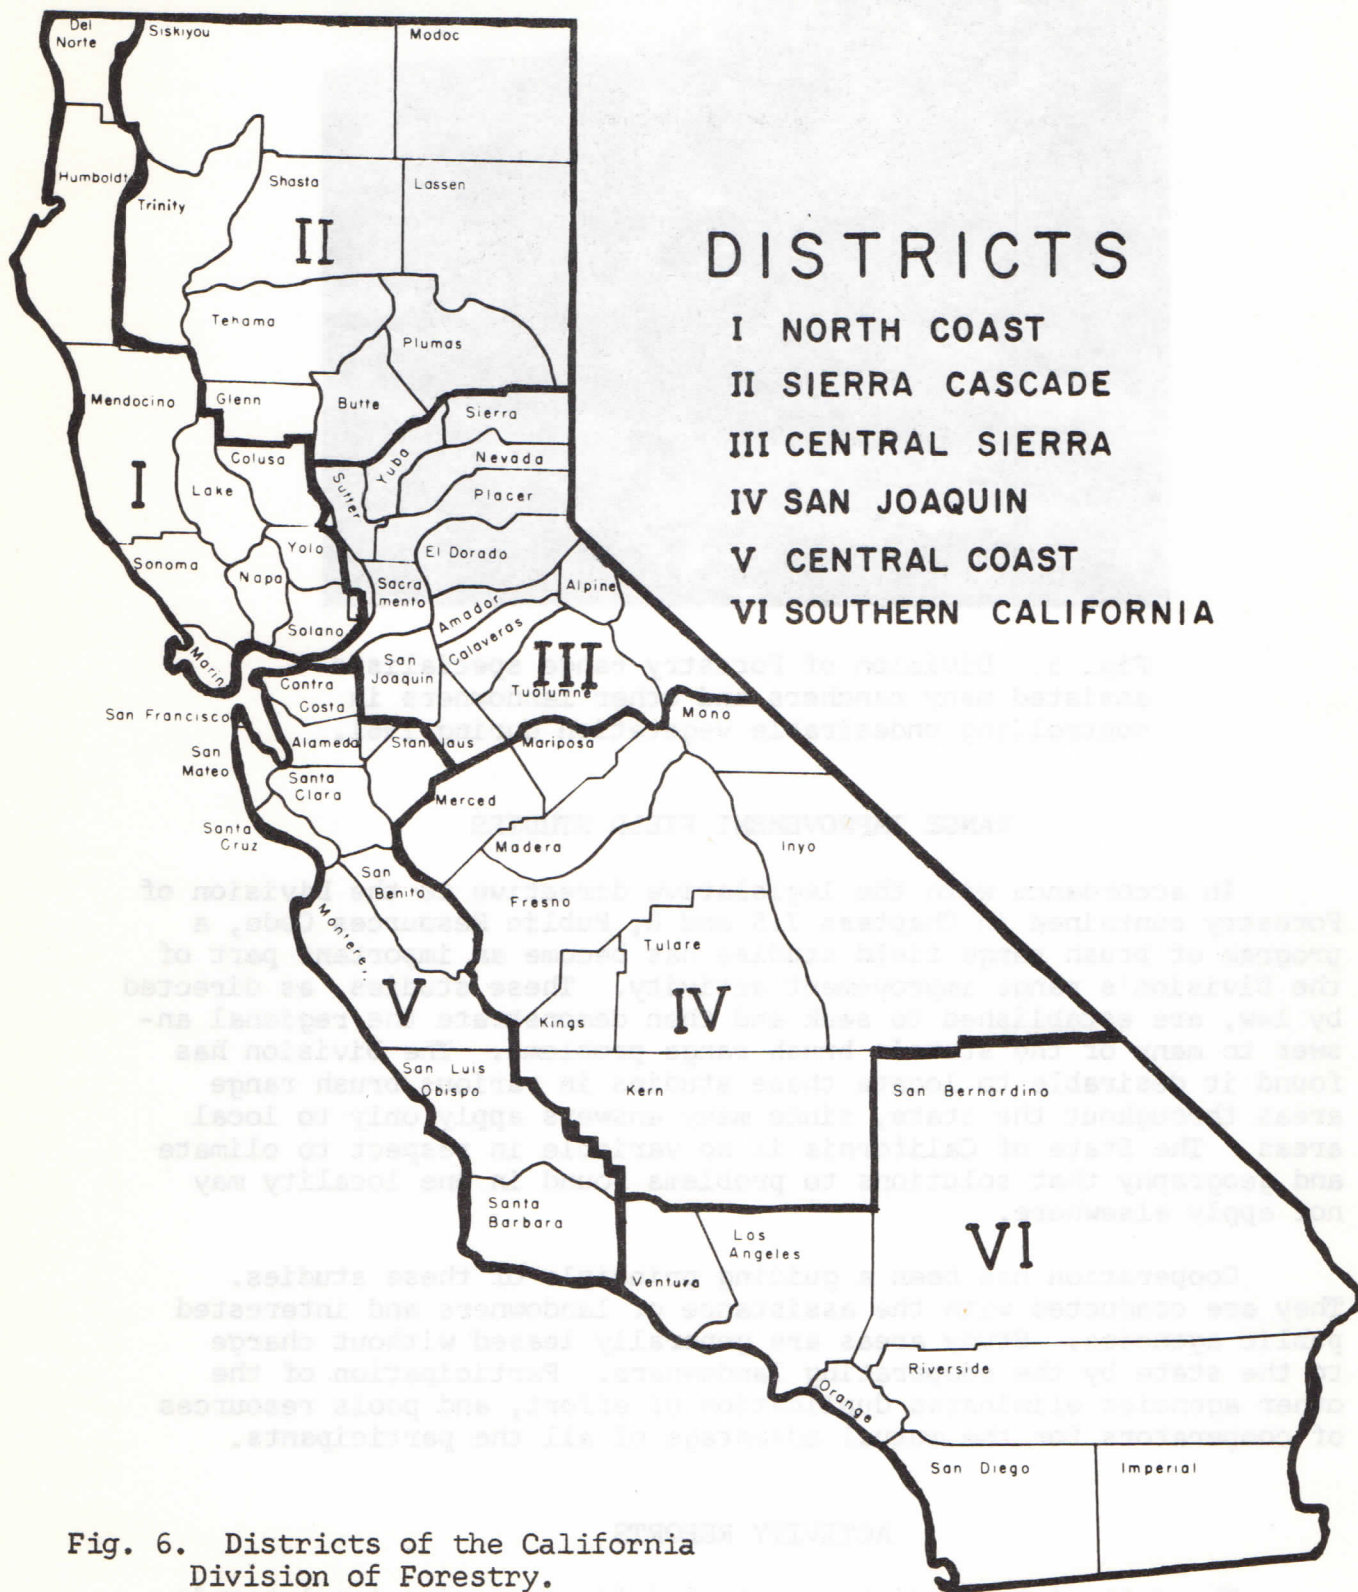 Del
Norte
Siskiyou
Modoc
Humboldt
Trinity
Shasta
Lassen
II
Tehama
Plumas
Mendocino
Glenn
Butte
Sierra
Colusa
Yuba
Nevada
I
Lake
Sutter
Placer
Sonoma
Napa
Yolo
El Dorado
Sacra
mento
Alpine
Amador
Solano
Calaveras
Marin
San
Joaquin
III
Contra
Costa
Tuolumne
San Francisco
Mono
Alameda
Stanislaus
Mariposa
San
Mateo
Santa
Clara
Merced
Santa
Cruz
Madera
Inyo
San
Benito
Fresno
Monterey
Tulare
V
IV
Kings
San Luis
Obispo
Kern
San Bernardino
Santa
Barbara
Los
Angeles
VI
Ventura
Riverside
Orange
San Diego
Imperial
DISTRICTS
I NORTH COAST
II SIERRA CASCADE
III CENTRAL SIERRA
IV SAN JOAQUIN
V CENTRAL COAST
VI SOUTHERN CALIFORNIA
Fig. 6. Districts of the California
Division of Forestry.